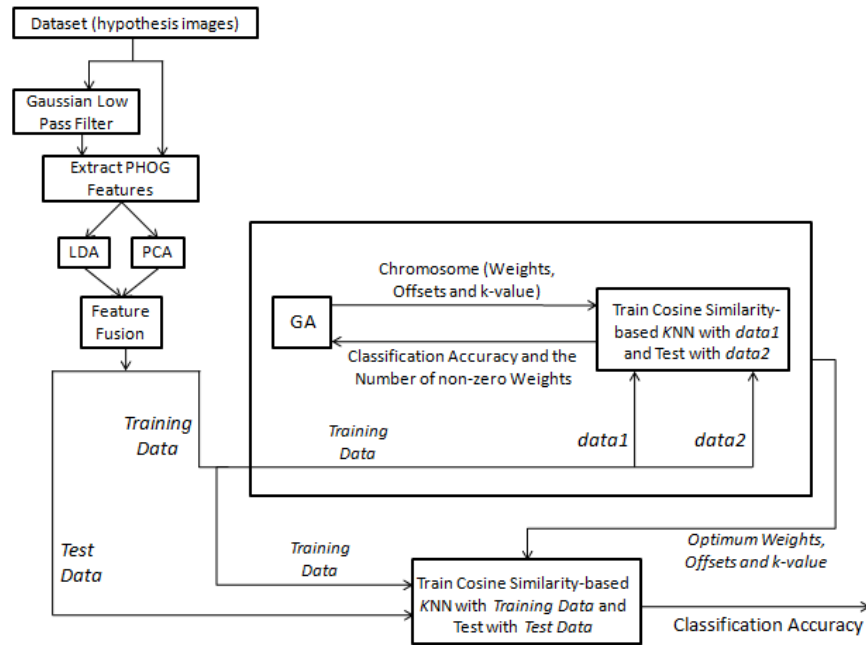 Dataset (hypothesis images)
Gaussian Low
Pass Filter
Extract PHOG
Features
LDA
PCA
Feature
Fusion
Chromosome (Weights,
Offsets and k-value)
GA
Train Cosine Similarity-
based KNN with data1
and Test with data2
Classification Accuracy and the
Number of non-zero Weights
Training
Data
Training
Data
data1
data2
Test
Data
Training
Data
Optimum Weights,
Offsets and k-value
Train Cosine Similarity-based
KNN with Training Data and
Test with Test Data
Classification Accuracy